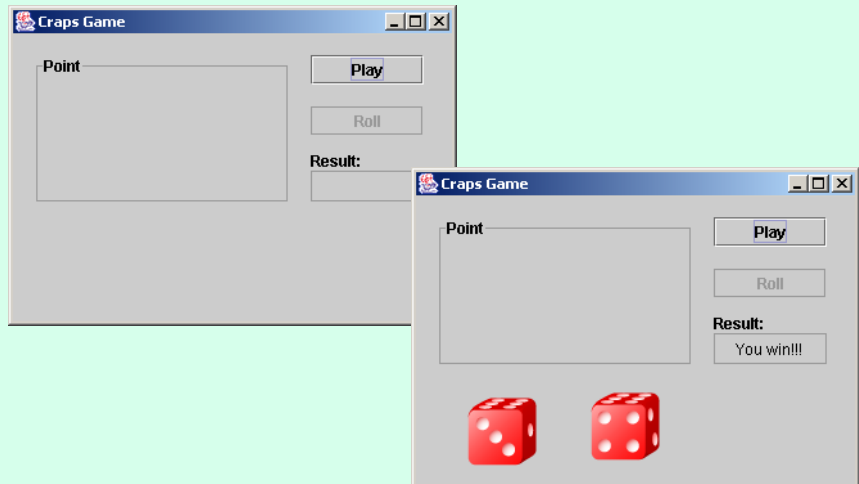 Craps Game
Point
Play
Roll
Result:
Craps Game
Point
Play
Roll
Result:
You win!!!